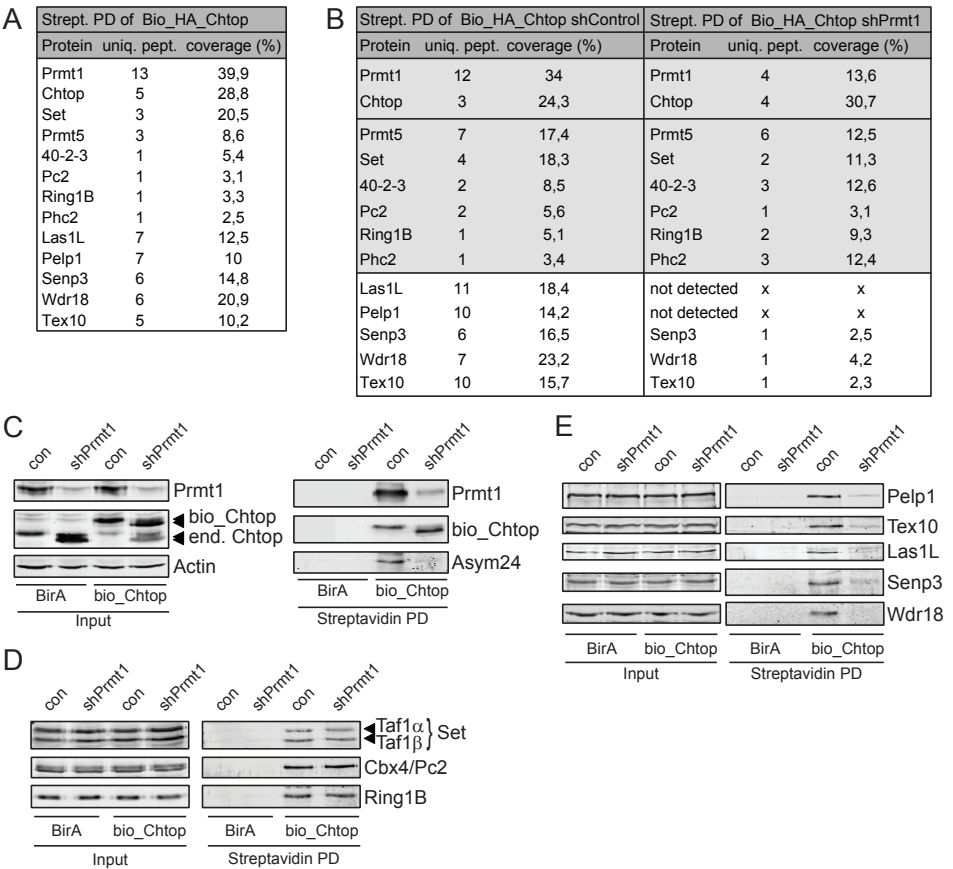 A
Strept. PD of Bio_HA_Chtop
Protein uniq. pept. coverage (%)
Prmt1 13 39,9
Chtop 5 28,8
Set 3 20,5
Prmt5 3 8,6
40-2-3 1 5,4
Pc2 1 3,1
Ring1B 1 3,3
Phc2 1 2,5
Las1L 7 12,5
Pelp1 7 10
Senp3 6 14,8
Wdr18 6 20,9
Tex10 5 10,2
B
Strept. PD of Bio_HA_Chtop shControl Strept. PD of Bio_HA_Chtop shPrmt1
Protein uniq. pept. coverage (%) Protein uniq. pept. coverage (%)
Prmt1 12 34 Prmt1 4 13,6
Chtop 3 24,3 Chtop 4 30,7
Prmt5 7 17,4 Prmt5 6 12,5
Set 4 18,3 Set 2 11,3
40-2-3 2 8,5 40-2-3 3 12,6
Pc2 2 5,6 Pc2 1 3,1
Ring1B 1 5,1 Ring1B 2 9,3
Phc2 1 3,4 Phc2 3 12,4
Las1L 11 18,4 not detected x x
Pelp1 10 14,2 not detected x x
Senp3 6 16,5 Senp3 1 2,5
Wdr18 7 23,2 Wdr18 1 4,2
Tex10 10 15,7 Tex10 1 2,3
C
con shPrmt1 con shPrmt1 con shPrmt1 con shPrmt1
Prmt1 Prmt1
bio_Chtop bio_Chtop
end. Chtop
Actin Asym24
BirA bio_Chtop BirA bio_Chtop
Input Streptavidin PD
E
con shPrmt1 con shPrmt1 con shPrmt1 con shPrmt1
Pelp1
Tex10
Las1L
Senp3
Wdr18
BirA bio_Chtop BirA bio_Chtop
Input Streptavidin PD
D
con shPrmt1 con shPrmt1 con shPrmt1 con shPrmt1
Taf1α
Taf1β } Set
Cbx4/Pc2
Ring1B
BirA bio_Chtop BirA bio_Chtop
Input Streptavidin PD